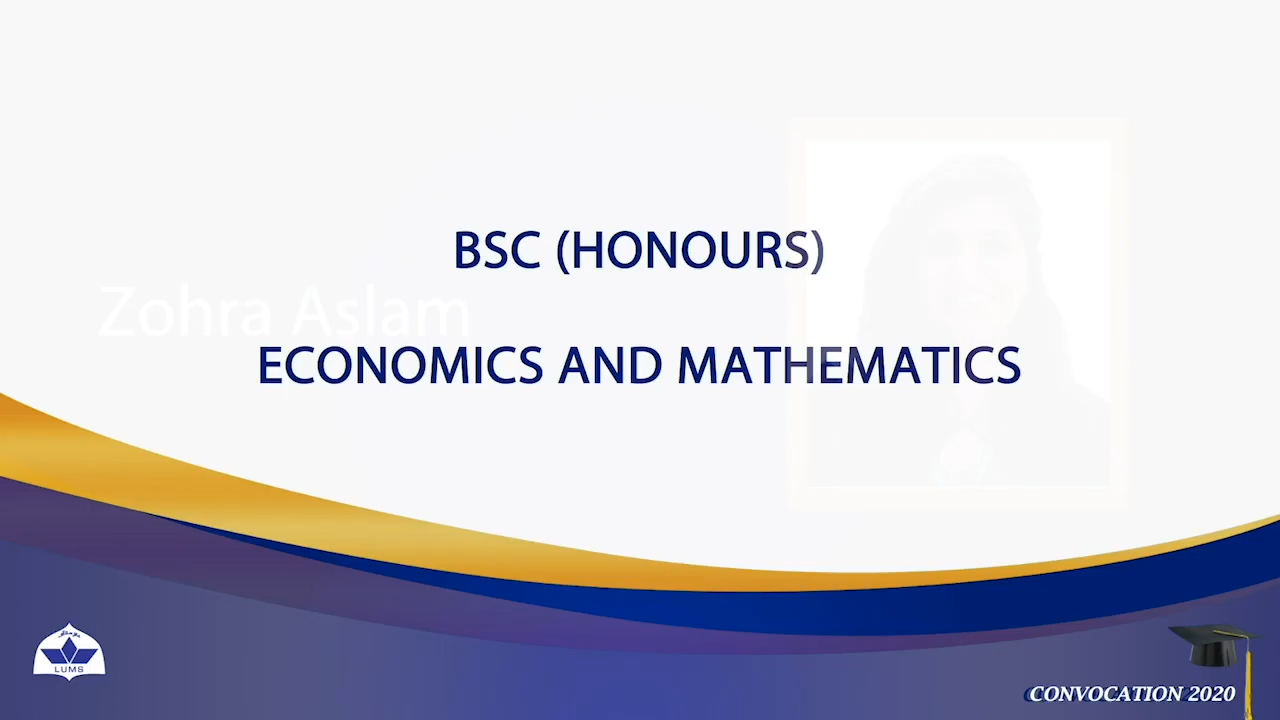 BSC (HONOURS)
Zohra Aslam
ECONOMICS AND MATHEMATICS
LUMS
CONVOCATION 2020